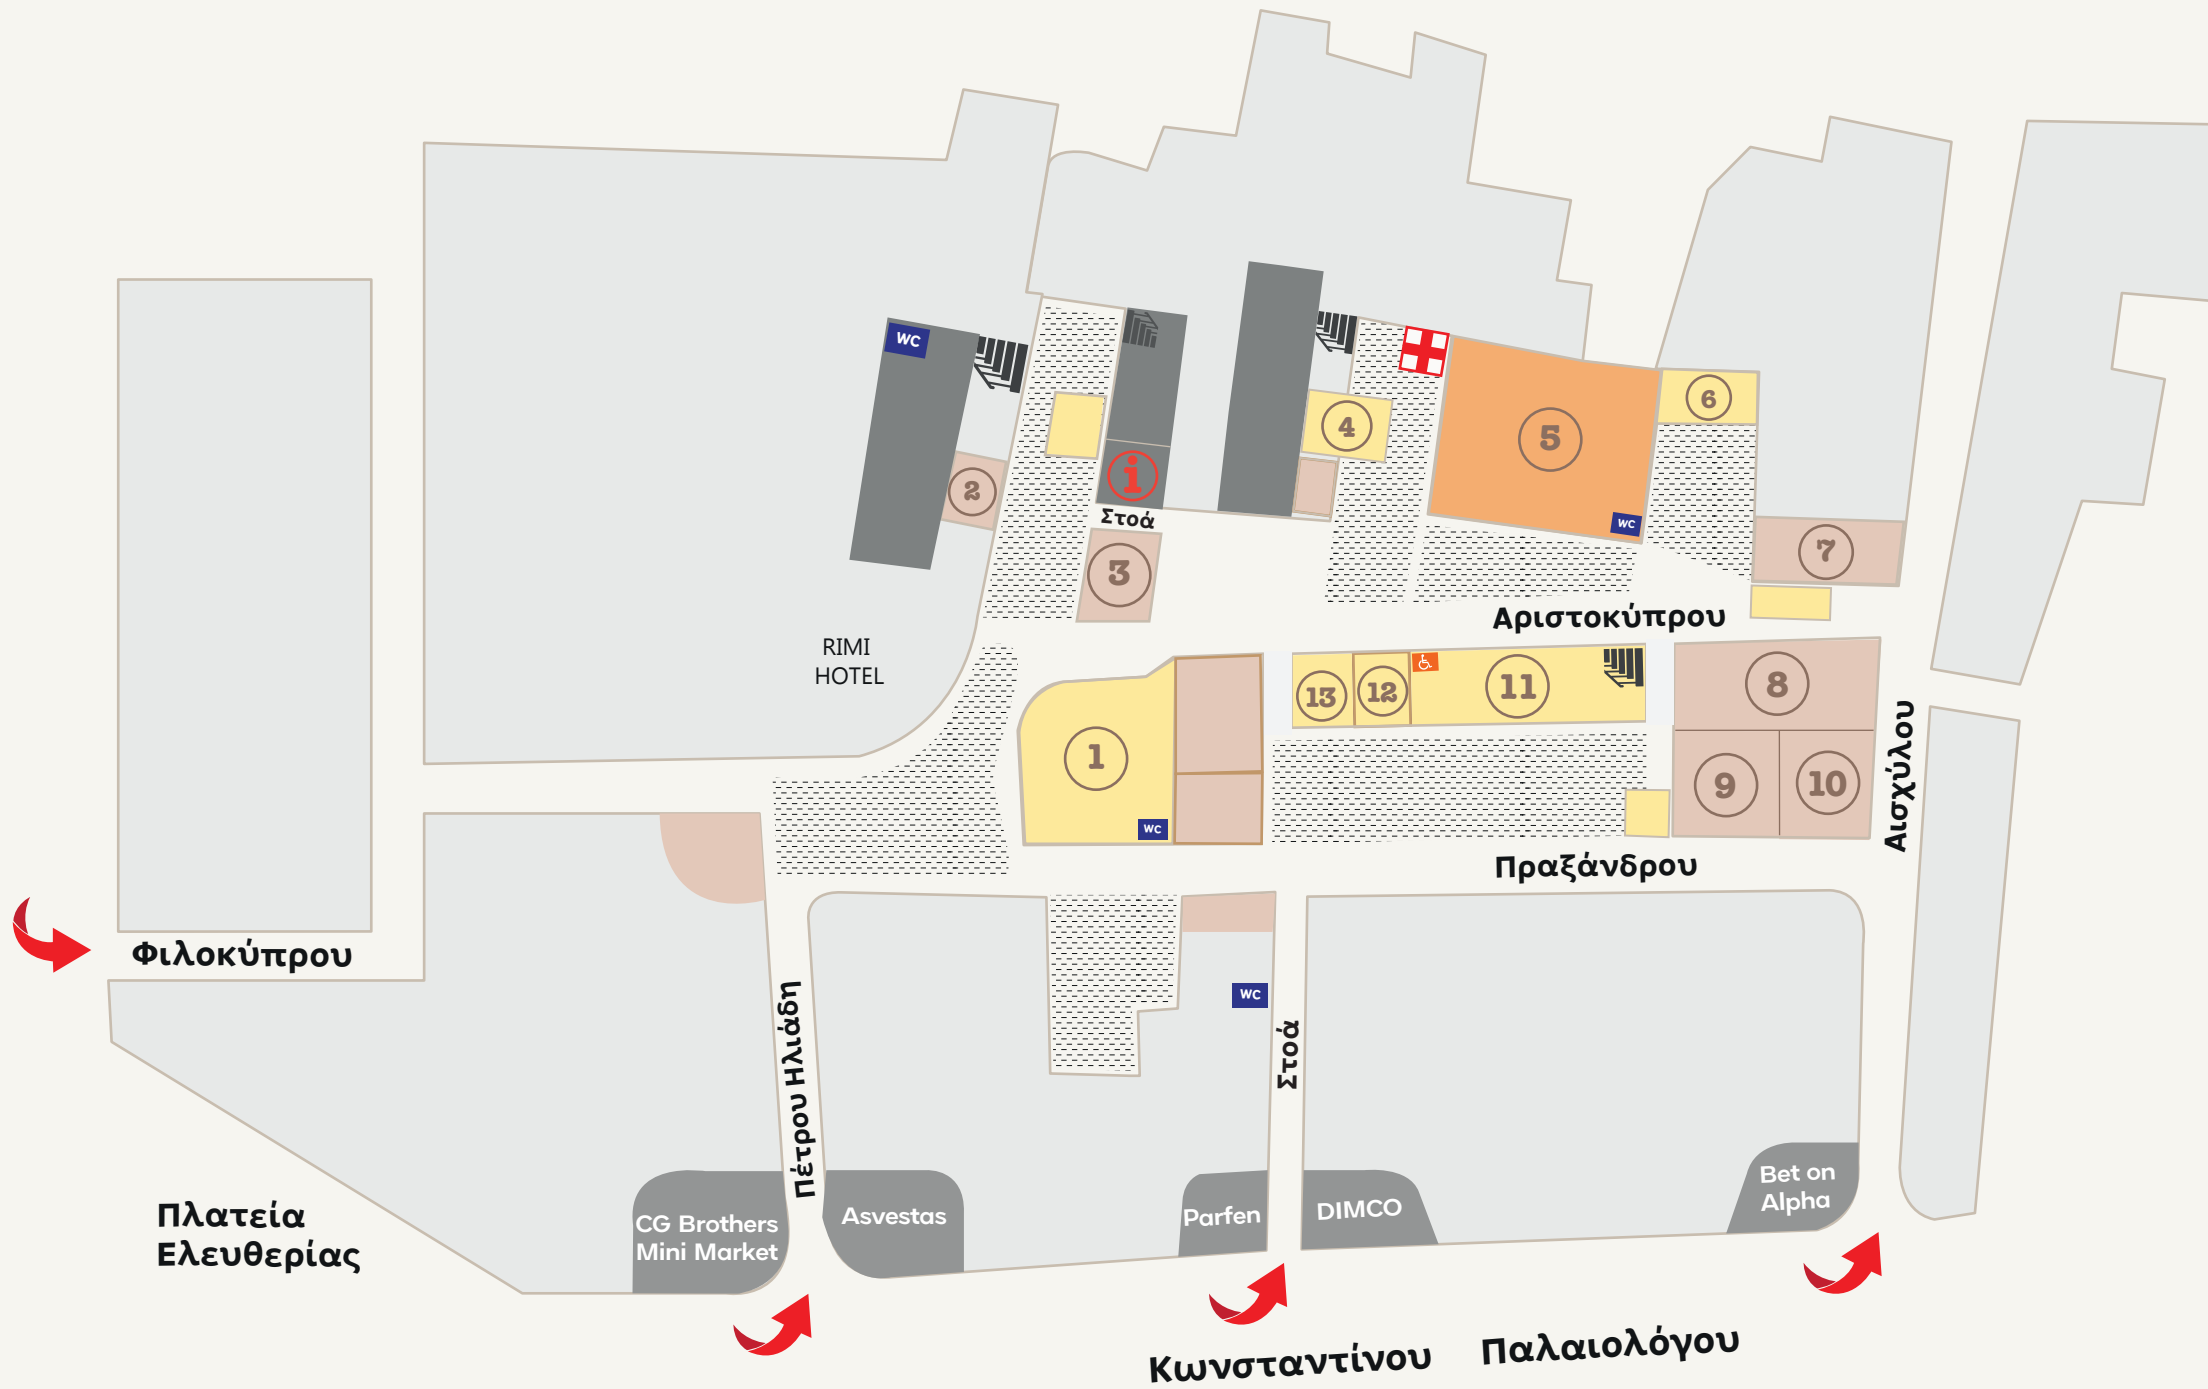 WC
i
Στοά
2
3
4
5
6
WC
7
RIMI
HOTEL
Αριστοκύπρου
1
WC
13
12
11
8
9
10
Αισχύλου
Πραξάνδρου
Φιλοκύπρου
Πέτρου Ηλιάδη
WC
Στοά
Πλατεία
Ελευθερίας
CG Brothers
Mini Market
Asvestas
Parfen
DIMCO
Bet on
Alpha
Κωνσταντίνου Παλαιολόγου